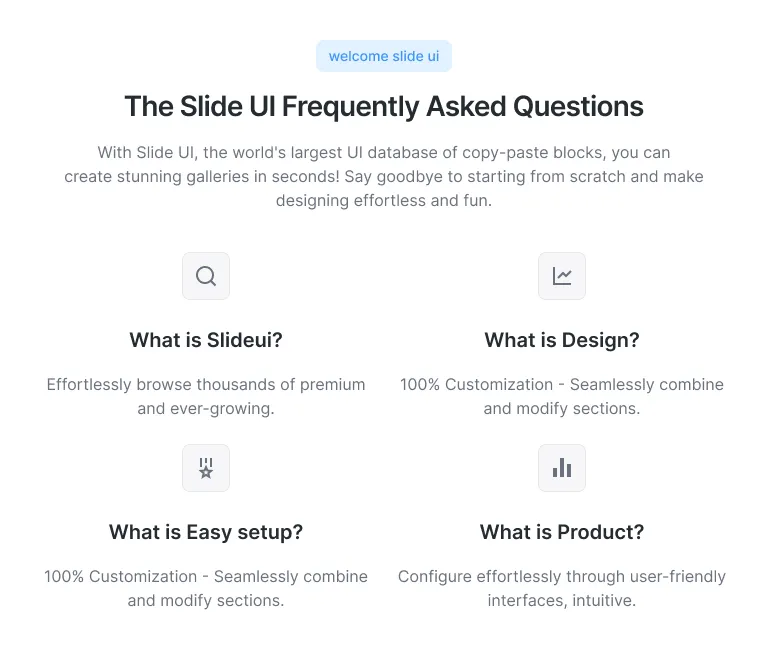 welcome slide ui
The Slide UI Frequently Asked Questions
With Slide UI, the world's largest UI database of copy-paste blocks, you can
create stunning galleries in seconds! Say goodbye to starting from scratch and make
designing effortless and fun.
What is Slideui?
Effortlessly browse thousands of premium
and ever-growing.
What is Design?
100% Customization - Seamlessly combine
and modify sections.
What is Easy setup?
100% Customization - Seamlessly combine
and modify sections.
What is Product?
Configure effortlessly through user-friendly
interfaces, intuitive.